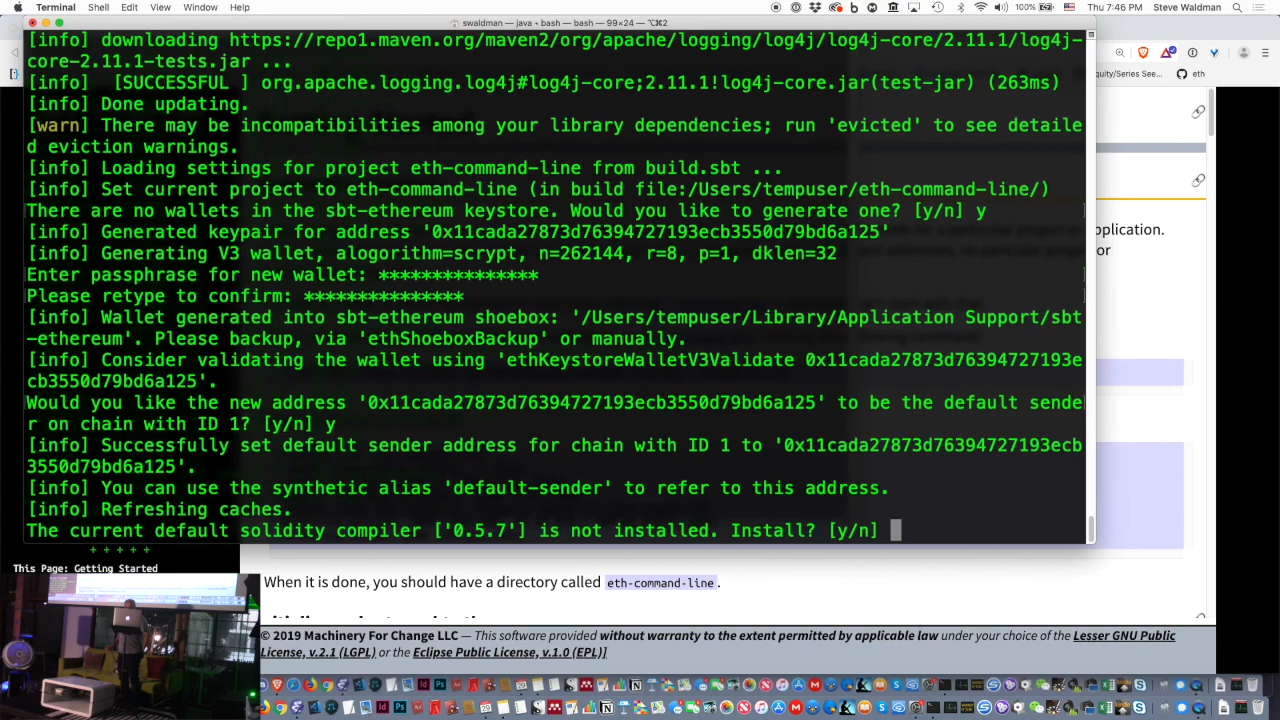 Terminal Shell Edit View Window Help 100% Thu 7:46 PM Steve Waldman
swaldman — java • bash — bash — 99×24 — ⌥⌘2
[info] downloading https://repo1.maven.org/maven2/org/apache/logging/log4j/log4j-core/2.11.1/log4j-
core-2.11.1-tests.jar ...
[info] [SUCCESSFUL ] org.apache.logging.log4j#log4j-core;2.11.1!log4j-core.jar(test-jar) (263ms)
[info] Done updating.
[warn] There may be incompatibilities among your library dependencies; run 'evicted' to see detaile
d eviction warnings.
[info] Loading settings for project eth-command-line from build.sbt ...
[info] Set current project to eth-command-line (in build file:/Users/tempuser/eth-command-line/)
There are no wallets in the sbt-ethereum keystore. Would you like to generate one? [y/n] y
[info] Generated keypair for address '0x11cada27873d76394727193ecb3550d79bd6a125'
[info] Generating V3 wallet, alogorithm=scrypt, n=262144, r=8, p=1, dklen=32
Enter passphrase for new wallet: ***************
Please retype to confirm: ***************
[info] Wallet generated into sbt-ethereum shoebox: '/Users/tempuser/Library/Application Support/sbt
-ethereum'. Please backup, via 'ethShoeboxBackup' or manually.
[info] Consider validating the wallet using 'ethKeystoreWalletV3Validate 0x11cada27873d76394727193e
cb3550d79bd6a125'.
Would you like the new address '0x11cada27873d76394727193ecb3550d79bd6a125' to be the default sende
r on chain with ID 1? [y/n] y
[info] Successfully set default sender address for chain with ID 1 to '0x11cada27873d76394727193ecb
3550d79bd6a125'.
[info] You can use the synthetic alias 'default-sender' to refer to this address.
[info] Refreshing caches.
The current default solidity compiler ['0.5.7'] is not installed. Install? [y/n]
quity/Series See... eth
pplication.
or
+ + + + +
This Page: Getting Started
When it is done, you should have a directory called eth-command-line.
© 2019 Machinery For Change LLC — This software provided without warranty to the extent permitted by applicable law under your choice of the Lesser GNU Public
License, v.2.1 (LGPL) or the Eclipse Public License, v.1.0 (EPL)]